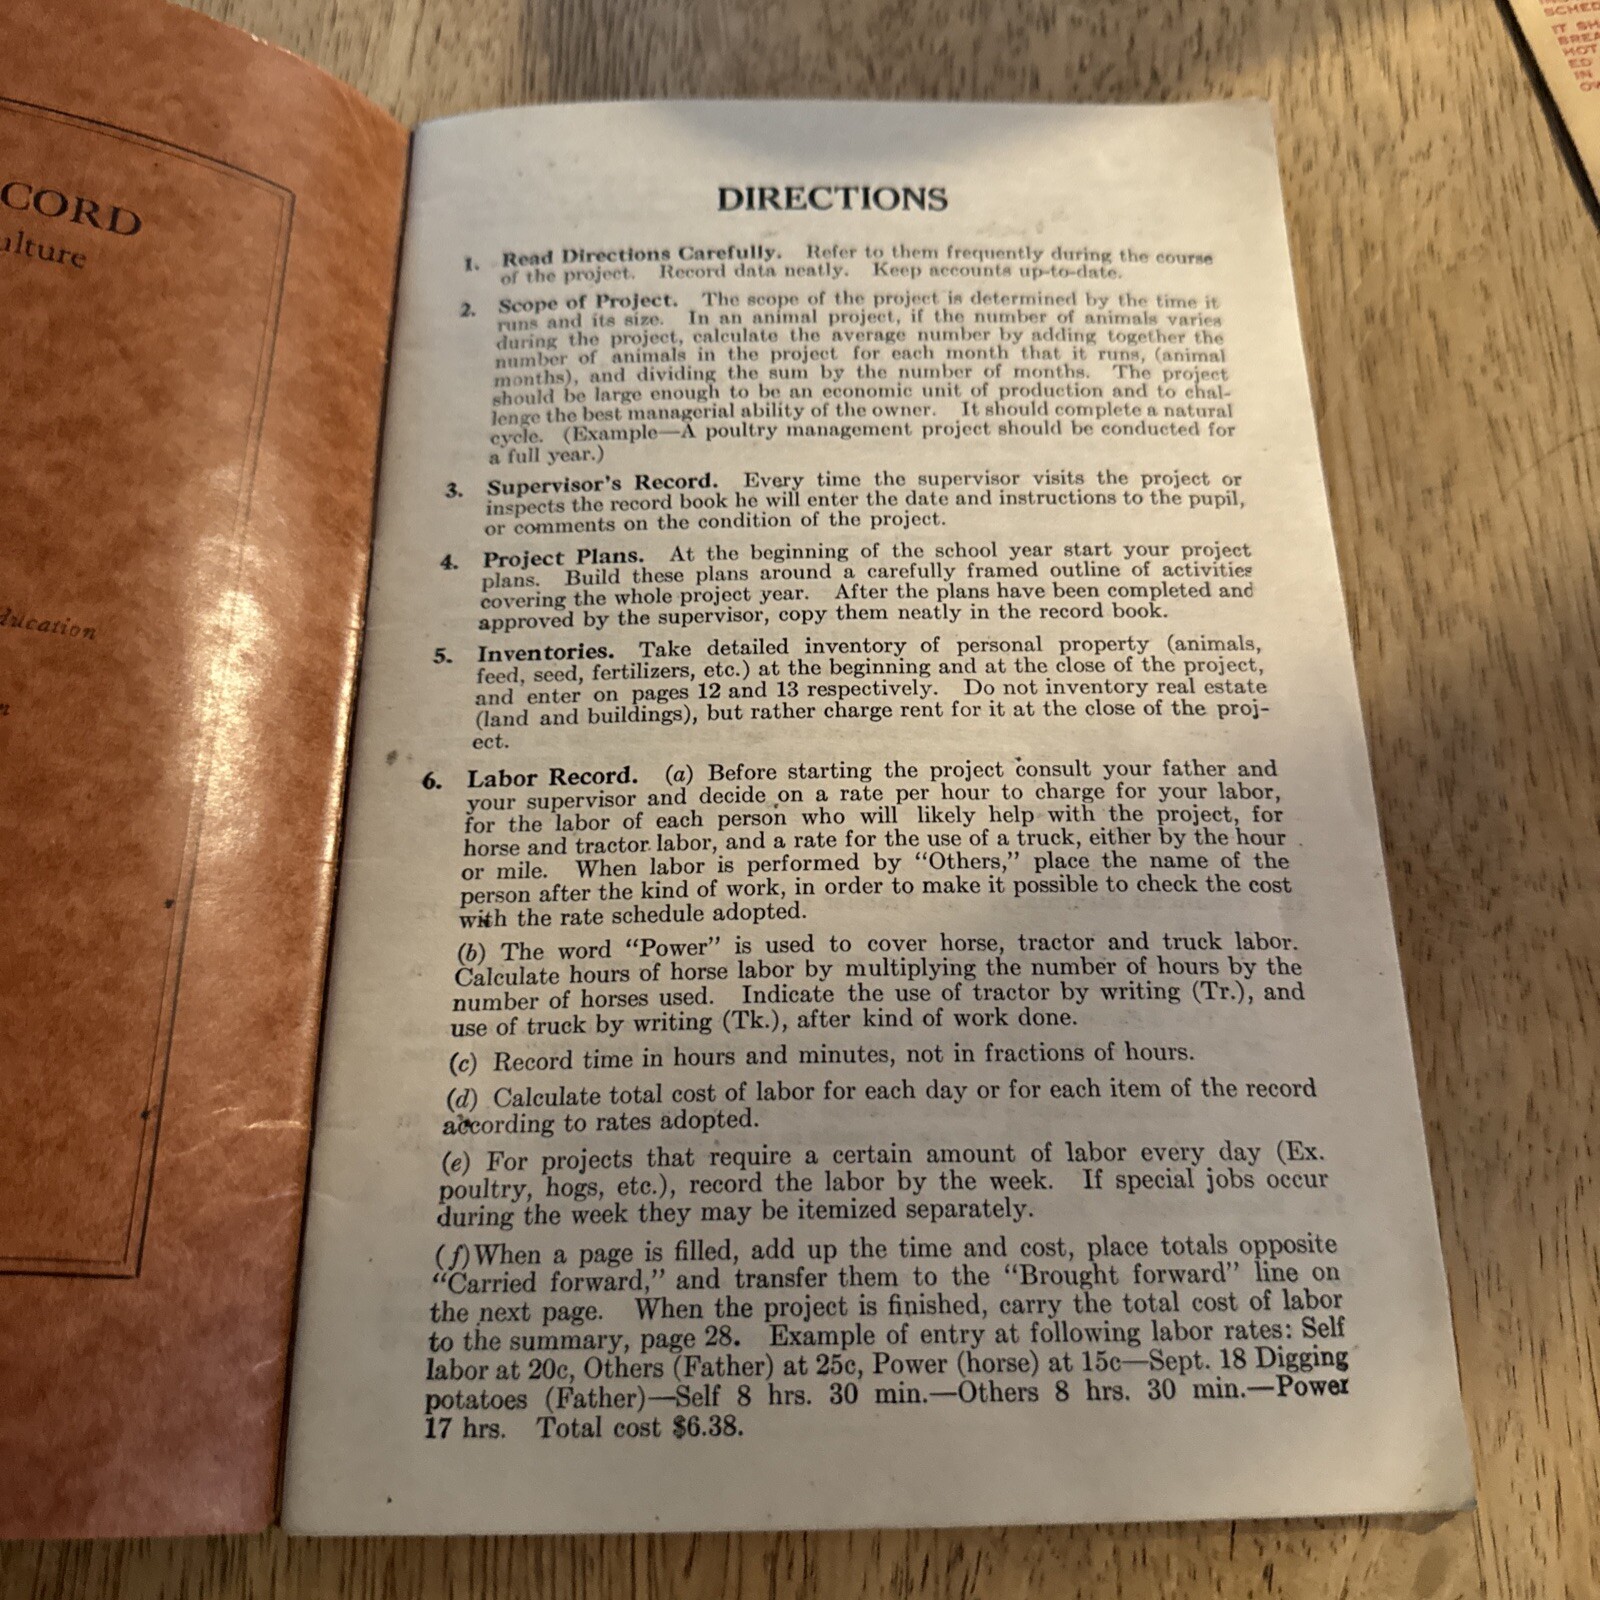 CORD
ulture
ducation
n
DIRECTIONS
1. Read Directions Carefully. Refer to them frequently during the course
of the project. Record data neatly. Keep accounts up-to-date.
2. Scope of Project. The scope of the project is determined by the time it
runs and its size. In an animal project, if the number of animals varies
during the project, calculate the average number by adding together the
number of animals in the project for each month that it runs, (animal
months), and dividing the sum by the number of months. The project
should be large enough to be an economic unit of production and to chal-
lenge the best managerial ability of the owner. It should complete a natural
cycle. (Example—A poultry management project should be conducted for
a full year.)
3. Supervisor's Record. Every time the supervisor visits the project or
inspects the record book he will enter the date and instructions to the pupil,
or comments on the condition of the project.
4. Project Plans. At the beginning of the school year start your project
plans. Build these plans around a carefully framed outline of activities
covering the whole project year. After the plans have been completed and
approved by the supervisor, copy them neatly in the record book.
5. Inventories. Take detailed inventory of personal property (animals,
feed, seed, fertilizers, etc.) at the beginning and at the close of the project,
and enter on pages 12 and 13 respectively. Do not inventory real estate
(land and buildings), but rather charge rent for it at the close of the proj-
ect.
6. Labor Record. (a) Before starting the project consult your father and
your supervisor and decide on a rate per hour to charge for your labor,
for the labor of each person who will likely help with the project, for
horse and tractor labor, and a rate for the use of a truck, either by the hour
or mile. When labor is performed by "Others," place the name of the
person after the kind of work, in order to make it possible to check the cost
with the rate schedule adopted.
(b) The word "Power" is used to cover horse, tractor and truck labor.
Calculate hours of horse labor by multiplying the number of hours by the
number of horses used. Indicate the use of tractor by writing (Tr.), and
use of truck by writing (Tk.), after kind of work done.
(c) Record time in hours and minutes, not in fractions of hours.
(d) Calculate total cost of labor for each day or for each item of the record
according to rates adopted.
(e) For projects that require a certain amount of labor every day (Ex.
poultry, hogs, etc.), record the labor by the week. If special jobs occur
during the week they may be itemized separately.
(f) When a page is filled, add up the time and cost, place totals opposite
"Carried forward," and transfer them to the "Brought forward" line on
the next page. When the project is finished, carry the total cost of labor
to the summary, page 28. Example of entry at following labor rates: Self
labor at 20c, Others (Father) at 25c, Power (horse) at 15c—Sept. 18 Digging
potatoes (Father)—Self 8 hrs. 30 min.—Others 8 hrs. 30 min.—Power
17 hrs. Total cost $6.38.
SCHED
IT SH
BREA
HOT
ED
IN